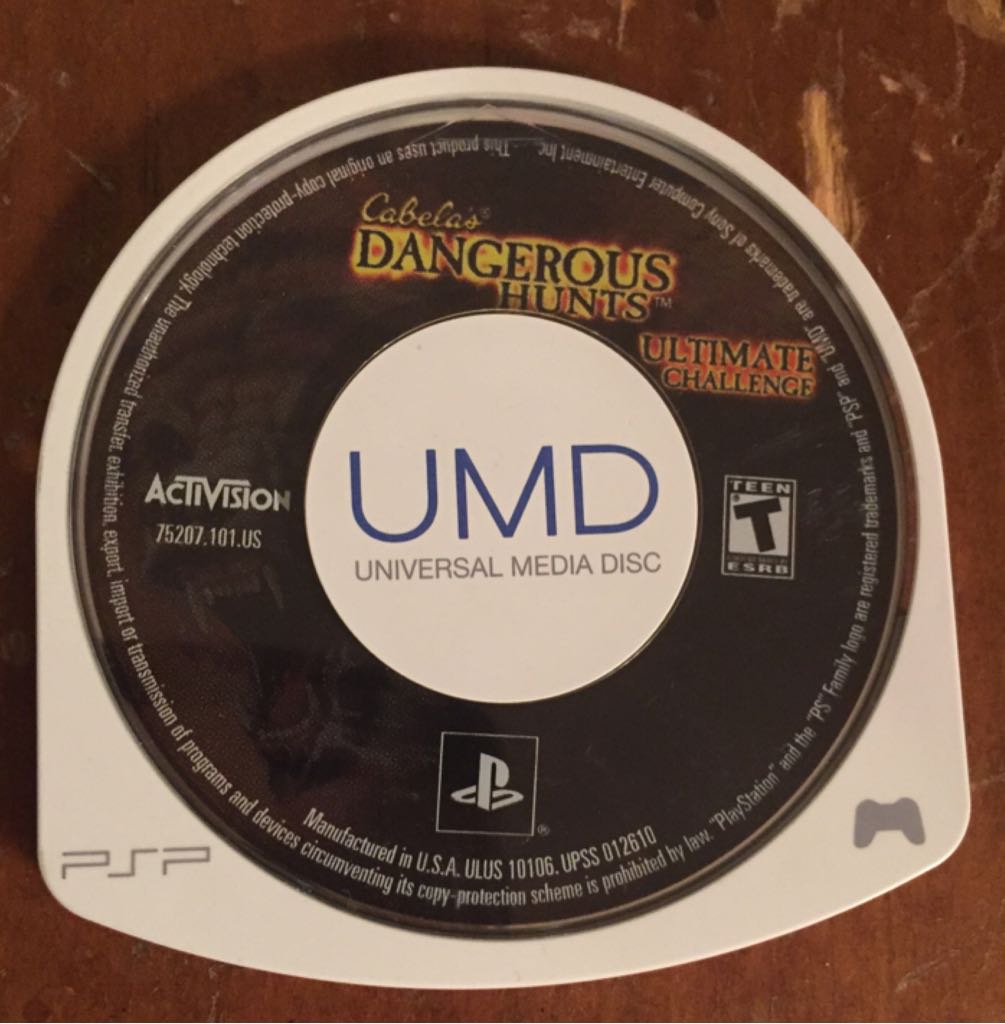 Cabela's®
DANGEROUS
HUNTS™
ULTIMATE
CHALLENGE
ACTIVISION
75207.101.US
UMD
UNIVERSAL MEDIA DISC
TEEN
T
ESRB
®
Manufactured in U.S.A. ULUS 10106. UPSS 012610
This product uses an original copy-protection technology. The unauthorized transfer, exhibition, export, import or transmission of programs and devices circumventing its copy-protection scheme is prohibited by law. "PlayStation" and the "PS" Family logo are registered trademarks and "PSP" and "UMD" are trademarks of Sony Computer Entertainment Inc.
PSP